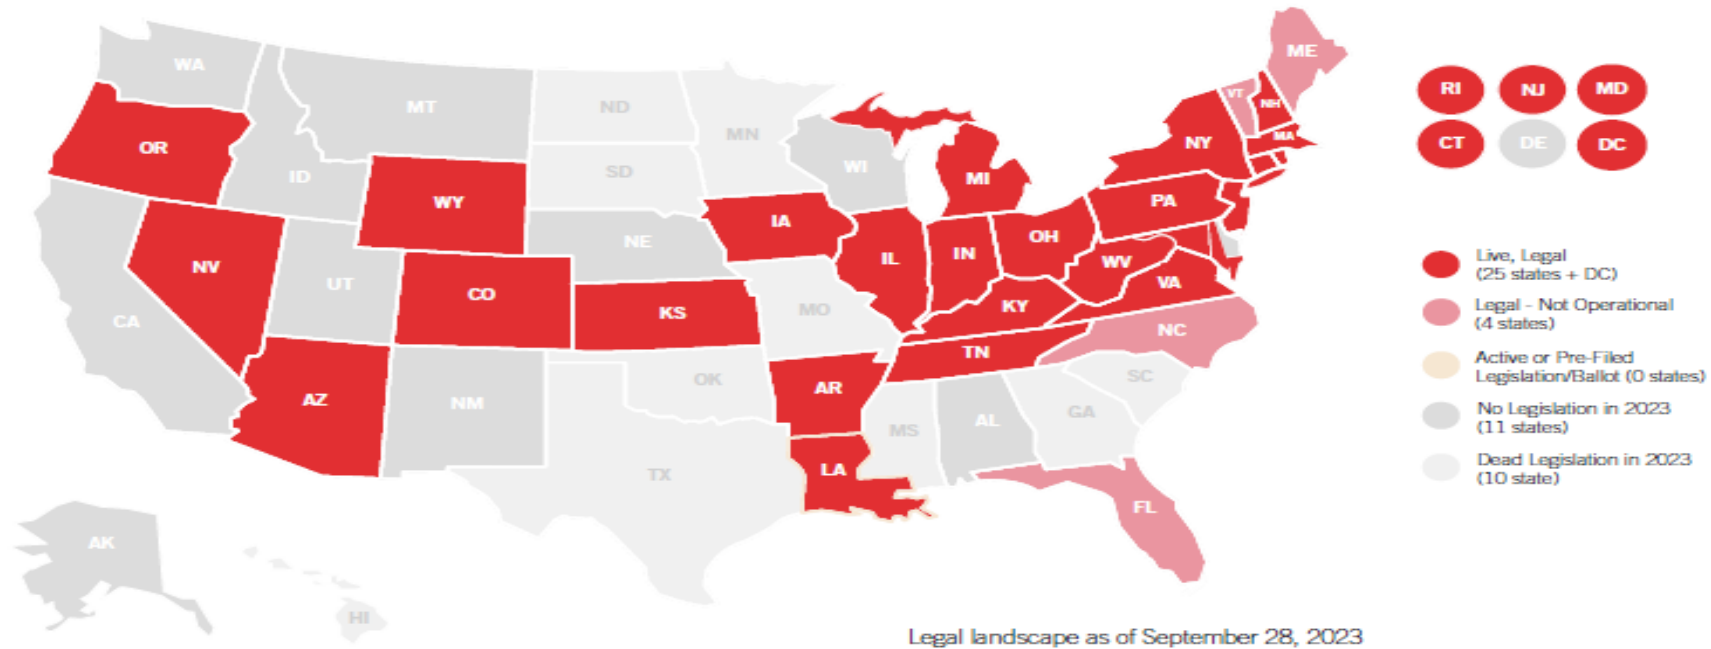 ME
WA
RI NJ MD
VT
NH
MT
ND
MN
MA
OR
NY
CT DE DC
WI
ID
SD
MI
WY
PA
IA
NE
OH
IN
IL
WV
NV
UT
CO
VA
KY
MO
KS
CA
NC
TN
OK
SC
AR
AZ
NM
GA
AL
MS
LA
TX
FL
AK
HI
Live, Legal
(25 states + DC)
Legal - Not Operational
(4 states)
Active or Pre-Filed
Legislation/Ballot (0 states)
No Legislation in 2023
(11 states)
Dead Legislation in 2023
(10 state)
Legal landscape as of September 28, 2023